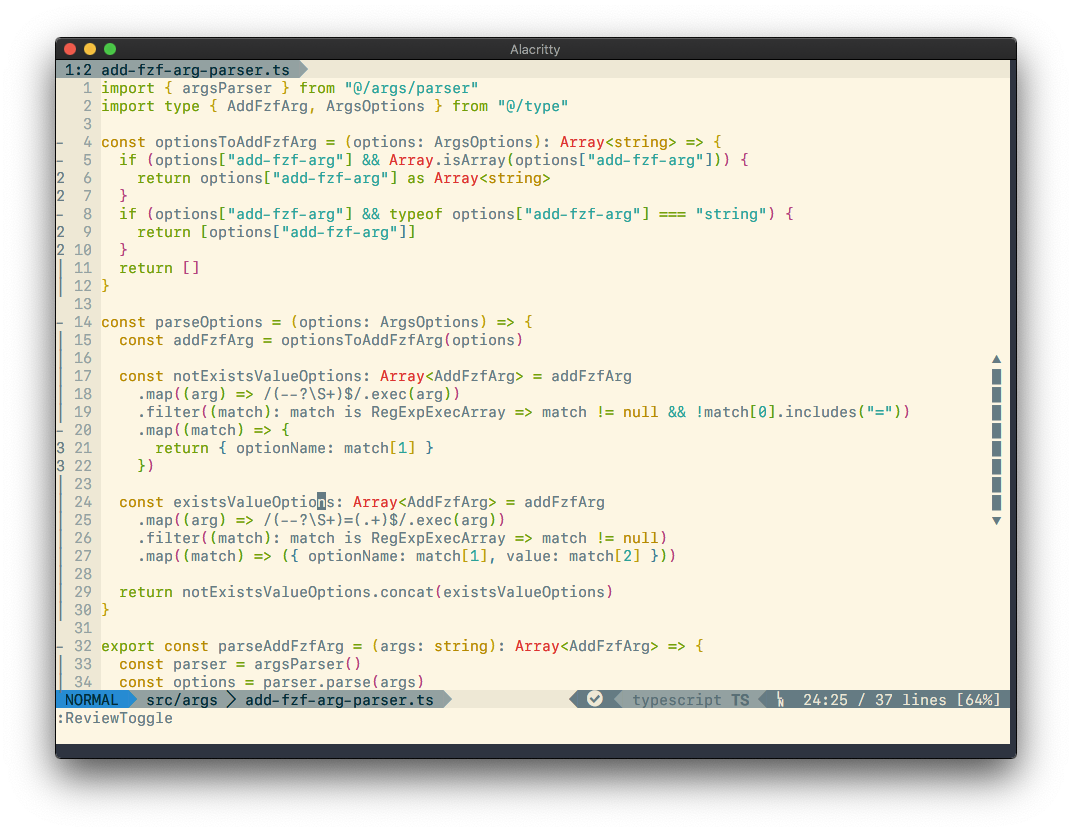 Alacritty
1:2 add-fzf-arg-parser.ts
1 import { argsParser } from "@/args/parser"
2 import type { AddFzfArg, ArgsOptions } from "@/type"
3
- 4 const optionsToAddFzfArg = (options: ArgsOptions): Array<string> => {
- 5   if (options["add-fzf-arg"] && Array.isArray(options["add-fzf-arg"])) {
2 6     return options["add-fzf-arg"] as Array<string>
2 7   }
- 8   if (options["add-fzf-arg"] && typeof options["add-fzf-arg"] === "string") {
2 9     return [options["add-fzf-arg"]]
2 10   }
│ 11   return []
│ 12 }
13
- 14 const parseOptions = (options: ArgsOptions) => {
│ 15   const addFzfArg = optionsToAddFzfArg(options)
│ 16
│ 17   const notExistsValueOptions: Array<AddFzfArg> = addFzfArg
│ 18     .map((arg) => /(--?\S+)$/.exec(arg))
│ 19     .filter((match): match is RegExpExecArray => match != null && !match[0].includes("="))
- 20     .map((match) => {
3 21       return { optionName: match[1] }
3 22     })
│ 23
│ 24   const existsValueOptions: Array<AddFzfArg> = addFzfArg
│ 25     .map((arg) => /(--?\S+)=(.+)$/.exec(arg))
│ 26     .filter((match): match is RegExpExecArray => match != null)
│ 27     .map((match) => ({ optionName: match[1], value: match[2] }))
│ 28
│ 29   return notExistsValueOptions.concat(existsValueOptions)
│ 30 }
31
- 32 export const parseAddFzfArg = (args: string): Array<AddFzfArg> => {
│ 33   const parser = argsParser()
│ 34   const options = parser.parse(args)
NORMAL src/args > add-fzf-arg-parser.ts typescript TS LN 24:25 / 37 lines [64%]
:ReviewToggle